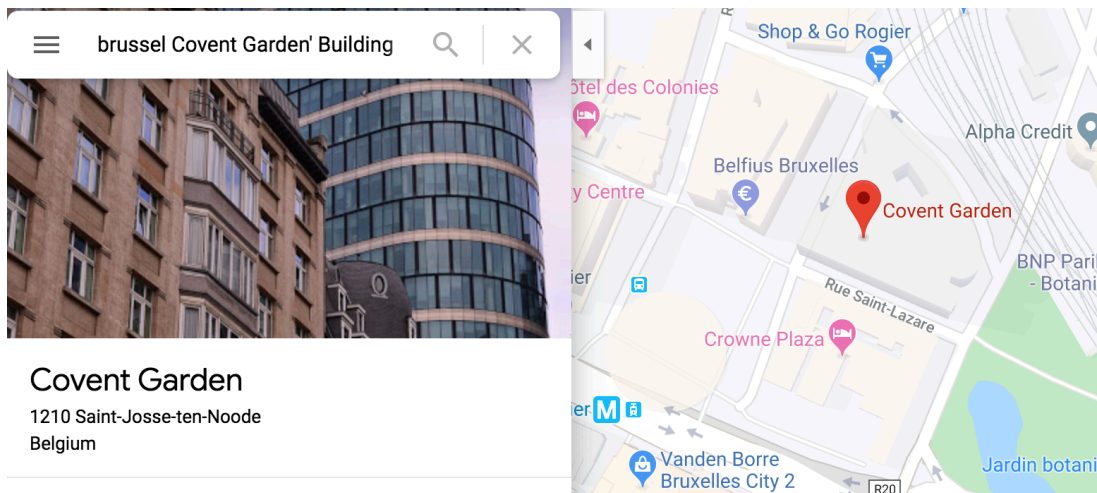 brussel Covent Garden' Building
Covent Garden
1210 Saint-Josse-ten-Noode
Belgium
Shop & Go Rogier
ôtel des Colonies
Alpha Credit
Belfius Bruxelles
€
y Centre
Covent Garden
BNP Pari
- Botani
ier
Rue Saint-Lazare
Crowne Plaza
ier M
Vanden Borre
Bruxelles City 2
Jardin botani
R20